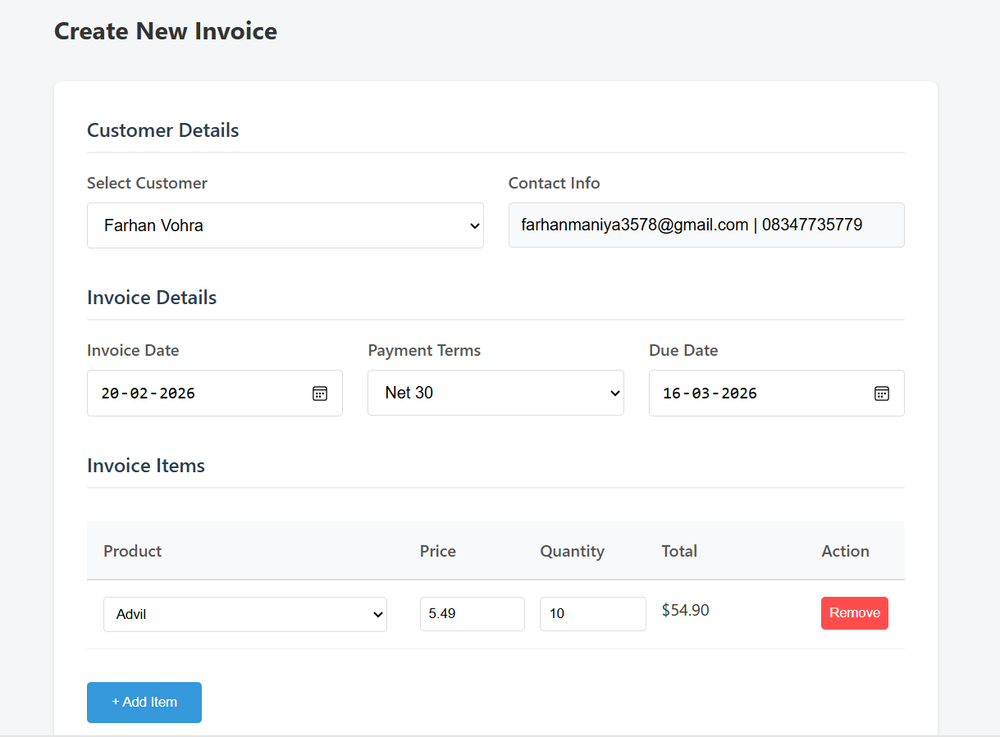 Create New Invoice
Customer Details
Select Customer Contact Info
Farhan Vohra farhanmaniya3578@gmail.com | 08347735779
Invoice Details
Invoice Date Payment Terms Due Date
20-02-2026 Net 30 16-03-2026
Invoice Items
Product Price Quantity Total Action
Advil 5.49 10 $54.90 Remove
+ Add Item